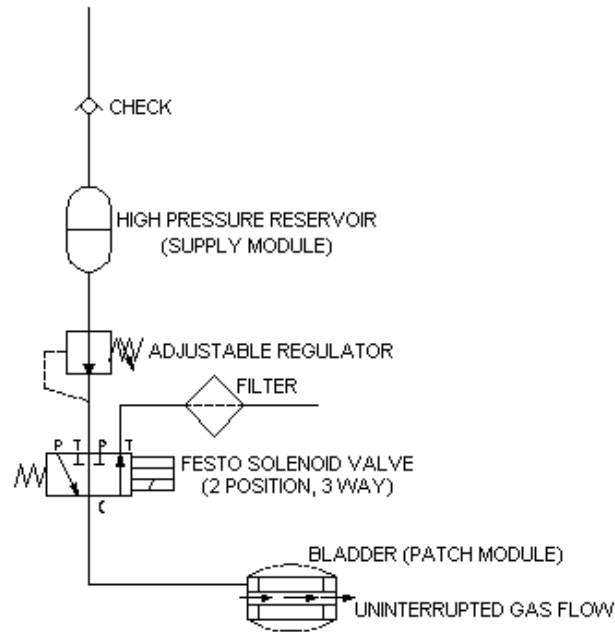 CHECK
HIGH PRESSURE RESERVOIR
(SUPPLY MODULE)
ADJUSTABLE REGULATOR
FILTER
P T P T
FESTO SOLENOID VALVE
(2 POSITION, 3 WAY)
C
BLADDER (PATCH MODULE)
UNINTERRUPTED GAS FLOW